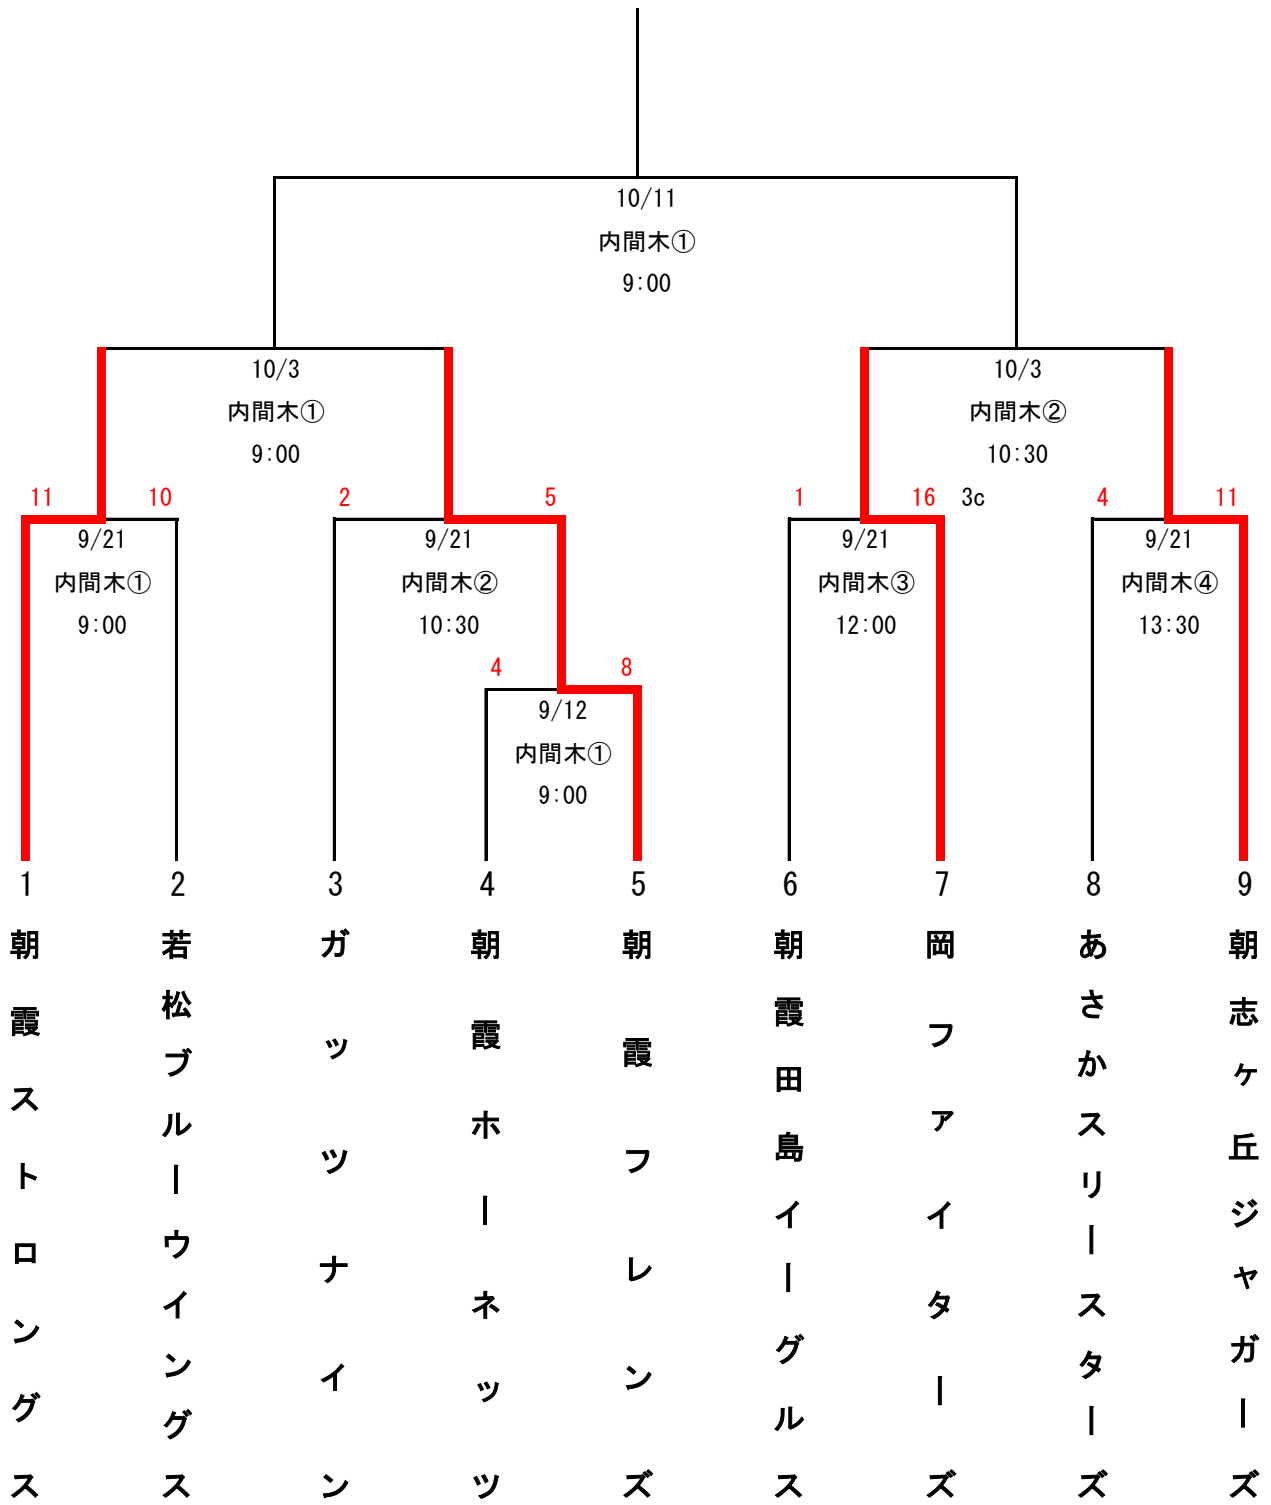 10/11
内間木①
9:00
10/3
内間木①
9:00
10/3
内間木②
10:30
11 10
2 5
1 16 3c
4 11
9/21
内間木①
9:00
9/21
内間木②
10:30
9/21
内間木③
12:00
9/21
内間木④
13:30
4 8
9/12
内間木①
9:00
1
2
3
4
5
6
7
8
9
朝霞ストロングス
若松ブルーウイングス
ガッツナイン
朝霞ホーネッツ
朝霞フレンズ
朝霞田島イーグルス
岡ファイターズ
あさかスリースターズ
朝志ヶ丘ジャガーズ